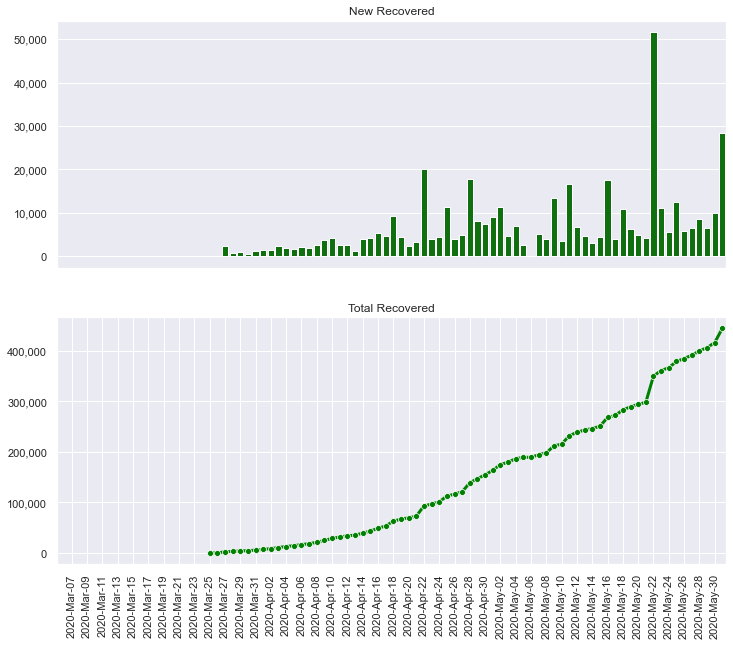 New Recovered
50,000
40,000
30,000
20,000
10,000
0
Total Recovered
400,000
300,000
200,000
100,000
0
2020-Mar-07
2020-Mar-09
2020-Mar-11
2020-Mar-13
2020-Mar-15
2020-Mar-17
2020-Mar-19
2020-Mar-21
2020-Mar-23
2020-Mar-25
2020-Mar-27
2020-Mar-29
2020-Mar-31
2020-Apr-02
2020-Apr-04
2020-Apr-06
2020-Apr-08
2020-Apr-10
2020-Apr-12
2020-Apr-14
2020-Apr-16
2020-Apr-18
2020-Apr-20
2020-Apr-22
2020-Apr-24
2020-Apr-26
2020-Apr-28
2020-Apr-30
2020-May-02
2020-May-04
2020-May-06
2020-May-08
2020-May-10
2020-May-12
2020-May-14
2020-May-16
2020-May-18
2020-May-20
2020-May-22
2020-May-24
2020-May-26
2020-May-28
2020-May-30